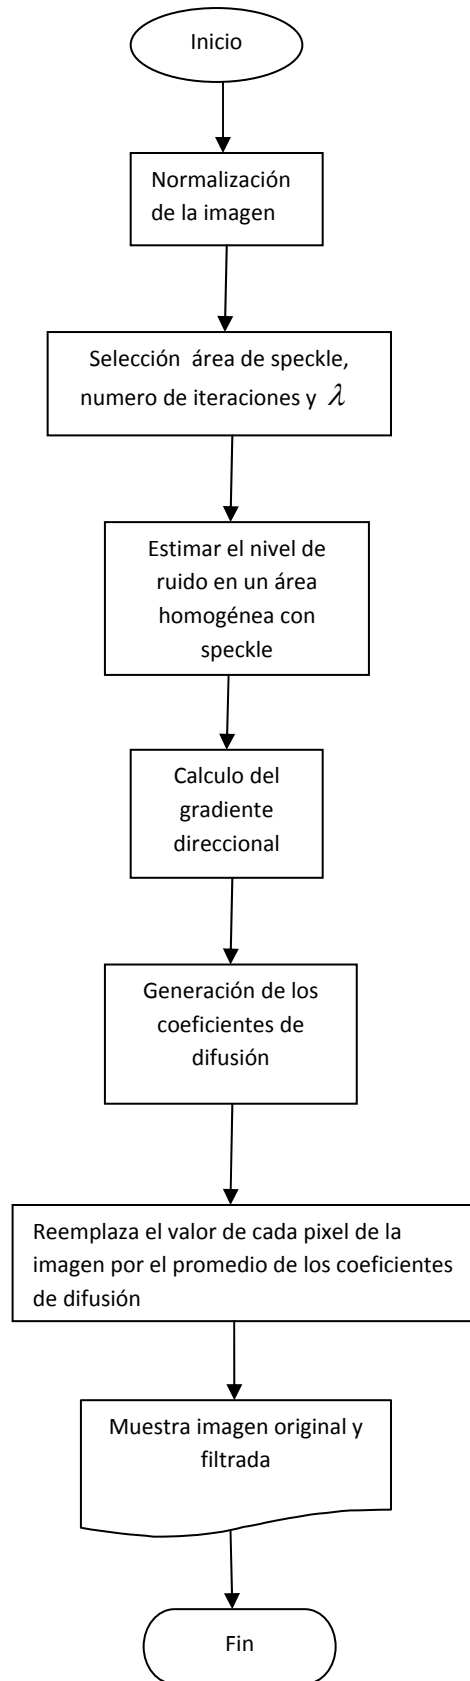 Inicio
Normalización
de la imagen
Selección área de speckle,
numero de iteraciones y λ
Estimar el nivel de
ruido en un área
homogénea con
speckle
Calculo del
gradiente
direccional
Generación de los
coeficientes de
difusión
Reemplaza el valor de cada pixel de la
imagen por el promedio de los coeficientes
de difusión
Muestra imagen original y
filtrada
Fin